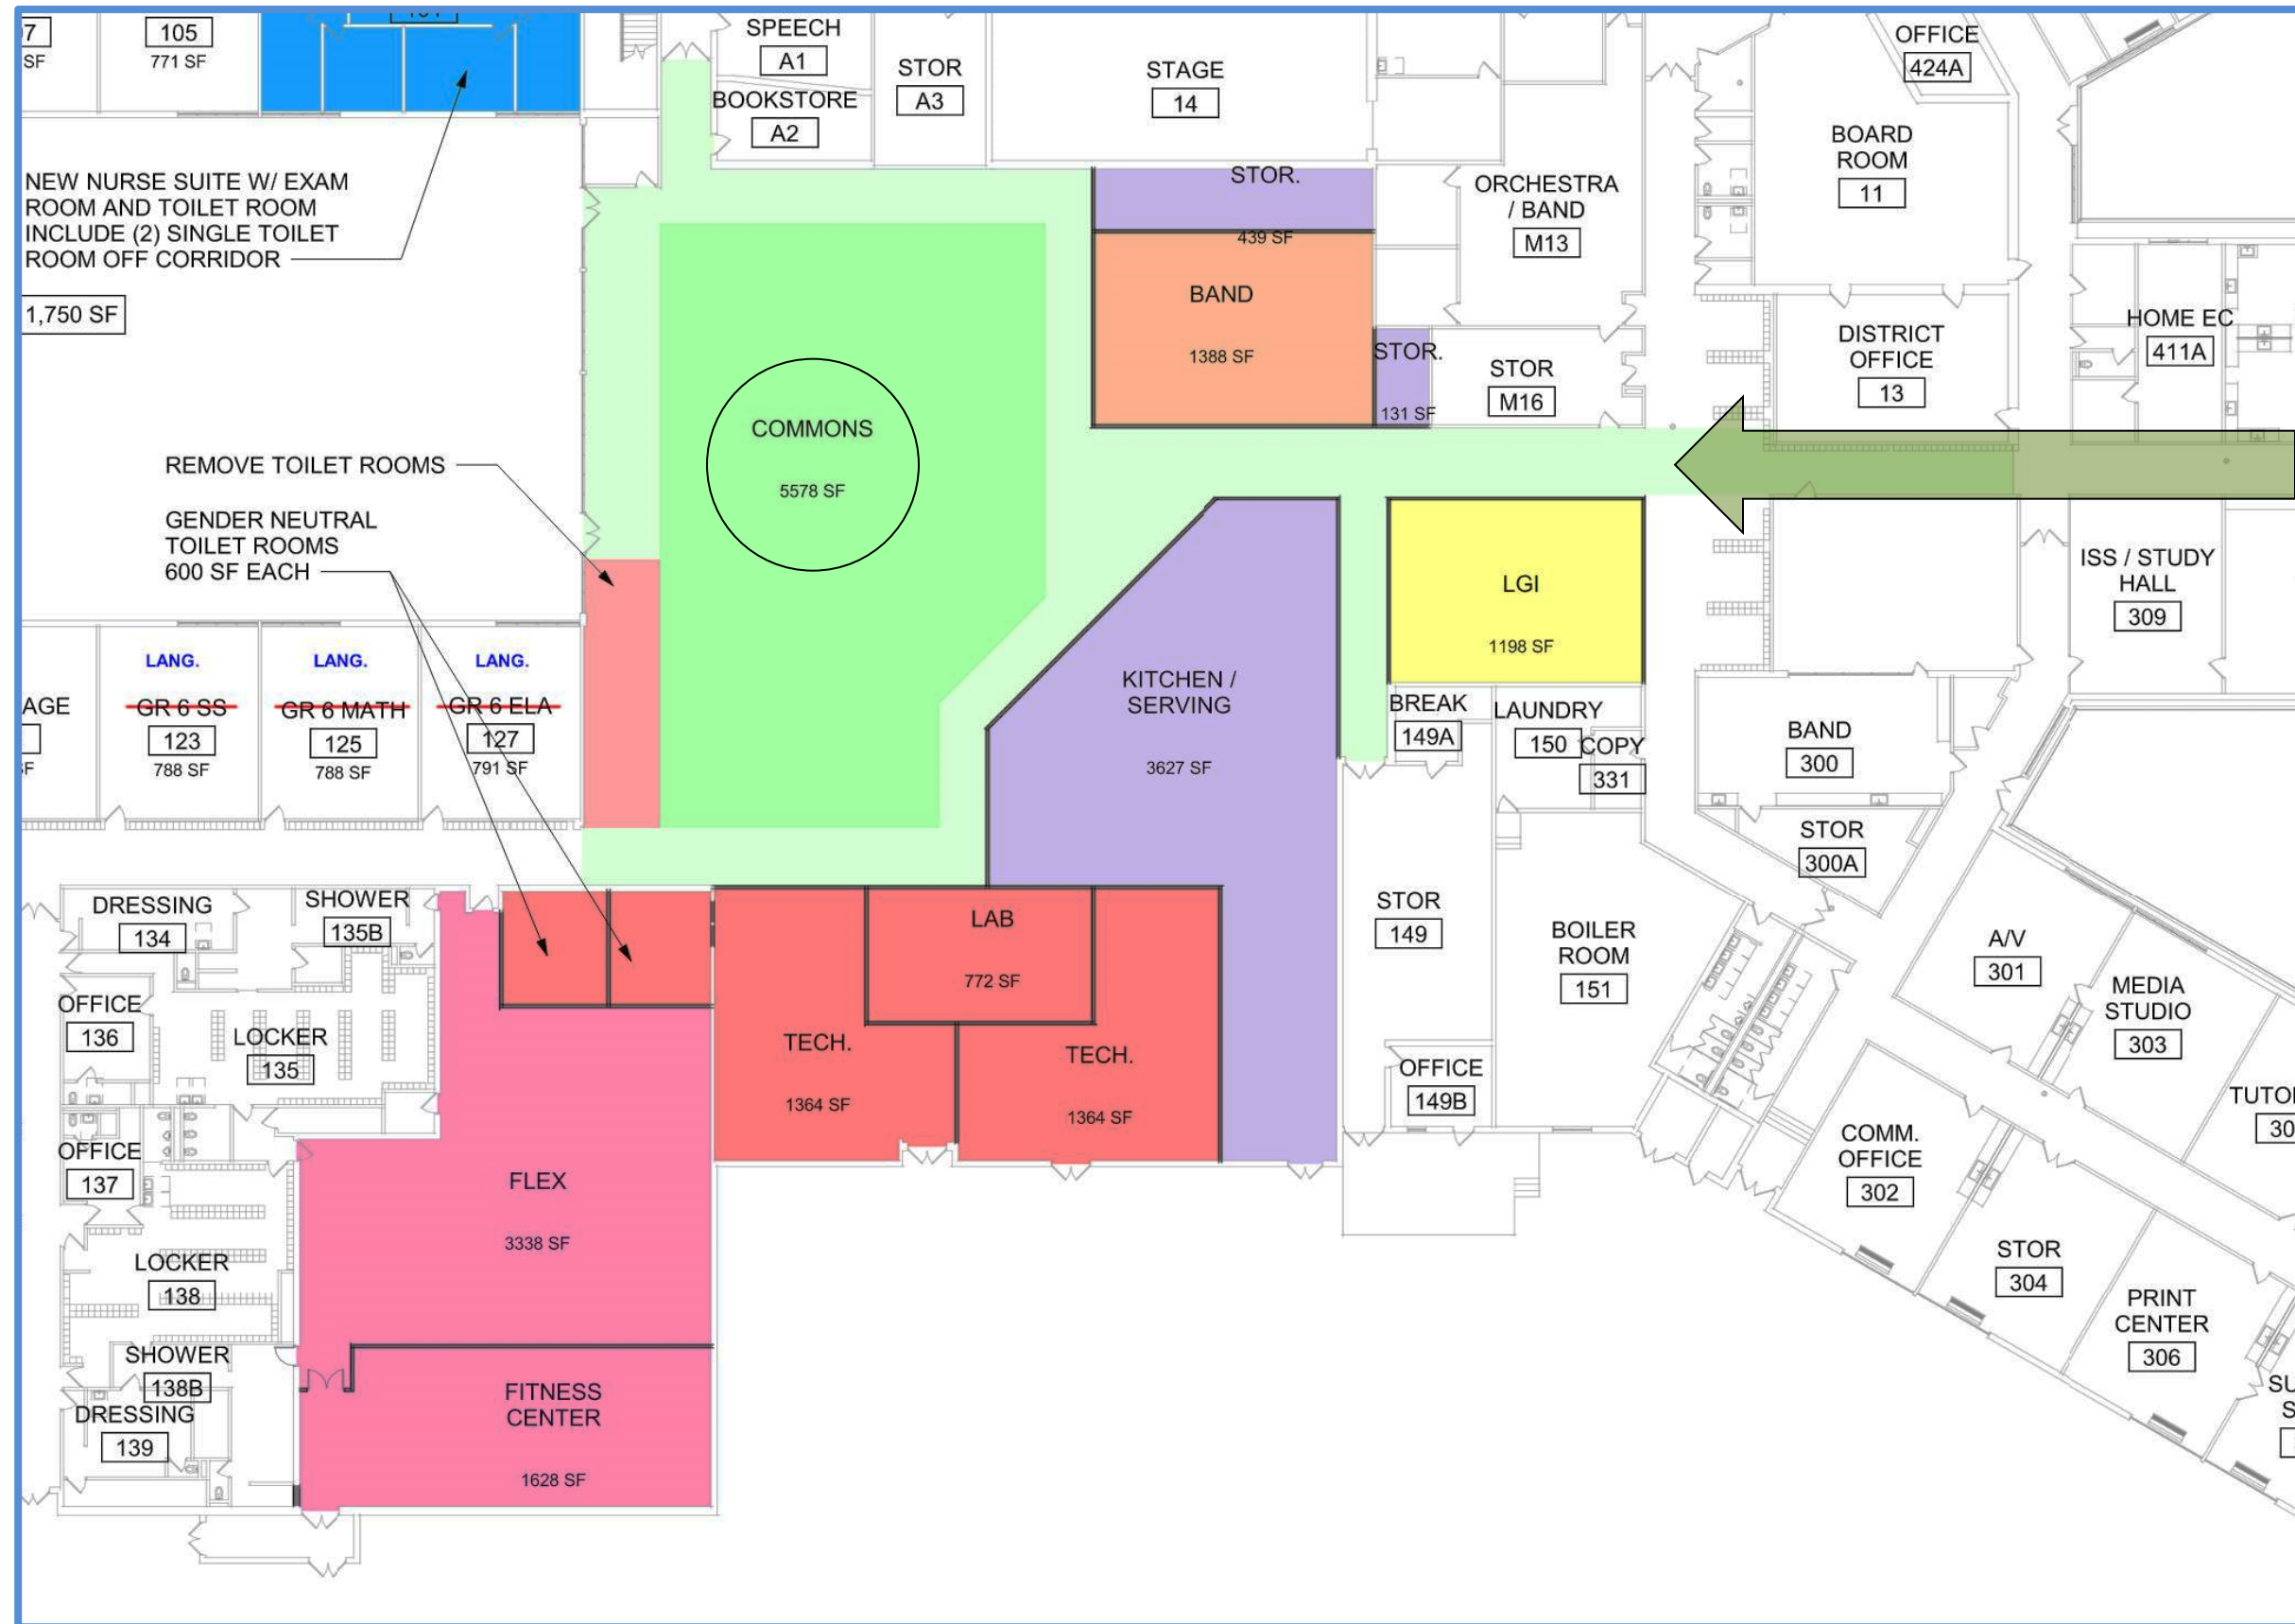 105
771 SF
SF
SPEECH
A1
BOOKSTORE
A2
STOR
A3
STAGE
14
OFFICE
424A
BOARD
ROOM
11
NEW NURSE SUITE W/ EXAM
ROOM AND TOILET ROOM
INCLUDE (2) SINGLE TOILET
ROOM OFF CORRIDOR
1,750 SF
STOR.
439 SF
BAND
1388 SF
ORCHESTRA
/ BAND
M13
STOR.
131 SF
STOR
M16
DISTRICT
OFFICE
13
HOME EC
411A
COMMONS
5578 SF
REMOVE TOILET ROOMS
GENDER NEUTRAL
TOILET ROOMS
600 SF EACH
LGI
1198 SF
ISS / STUDY
HALL
309
LANG.
GR 6 SS
123
788 SF
LANG.
GR 6 MATH
125
788 SF
LANG.
GR 6 ELA
127
791 SF
KITCHEN /
SERVING
3627 SF
BREAK
149A
LAUNDRY
150
COPY
331
BAND
300
STOR
300A
DRESSING
134
SHOWER
135B
OFFICE
136
LOCKER
135
OFFICE
137
LOCKER
138
SHOWER
138B
DRESSING
139
LAB
772 SF
TECH.
1364 SF
TECH.
1364 SF
STOR
149
OFFICE
149B
BOILER
ROOM
151
A/V
301
MEDIA
STUDIO
303
COMM.
OFFICE
302
STOR
304
PRINT
CENTER
306
FLEX
3338 SF
FITNESS
CENTER
1628 SF